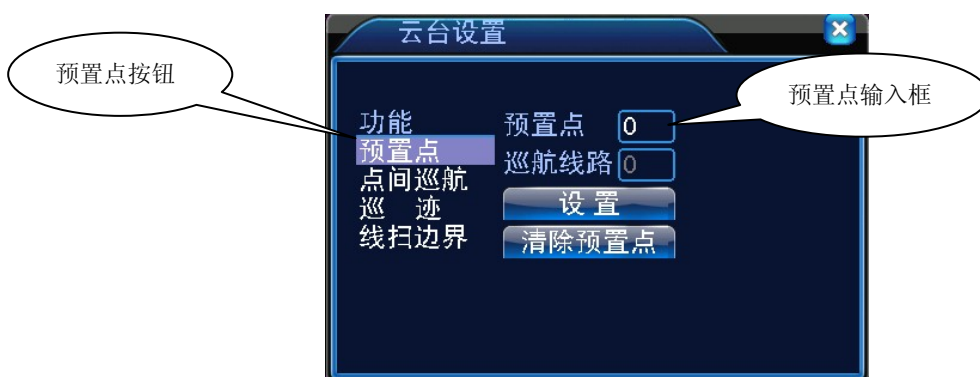 云台设置
预置点按钮
预置点输入框
功能
预置点
点间巡航
巡 迹
线扫边界
预置点 0
巡航线路 0
设 置
清除预置点